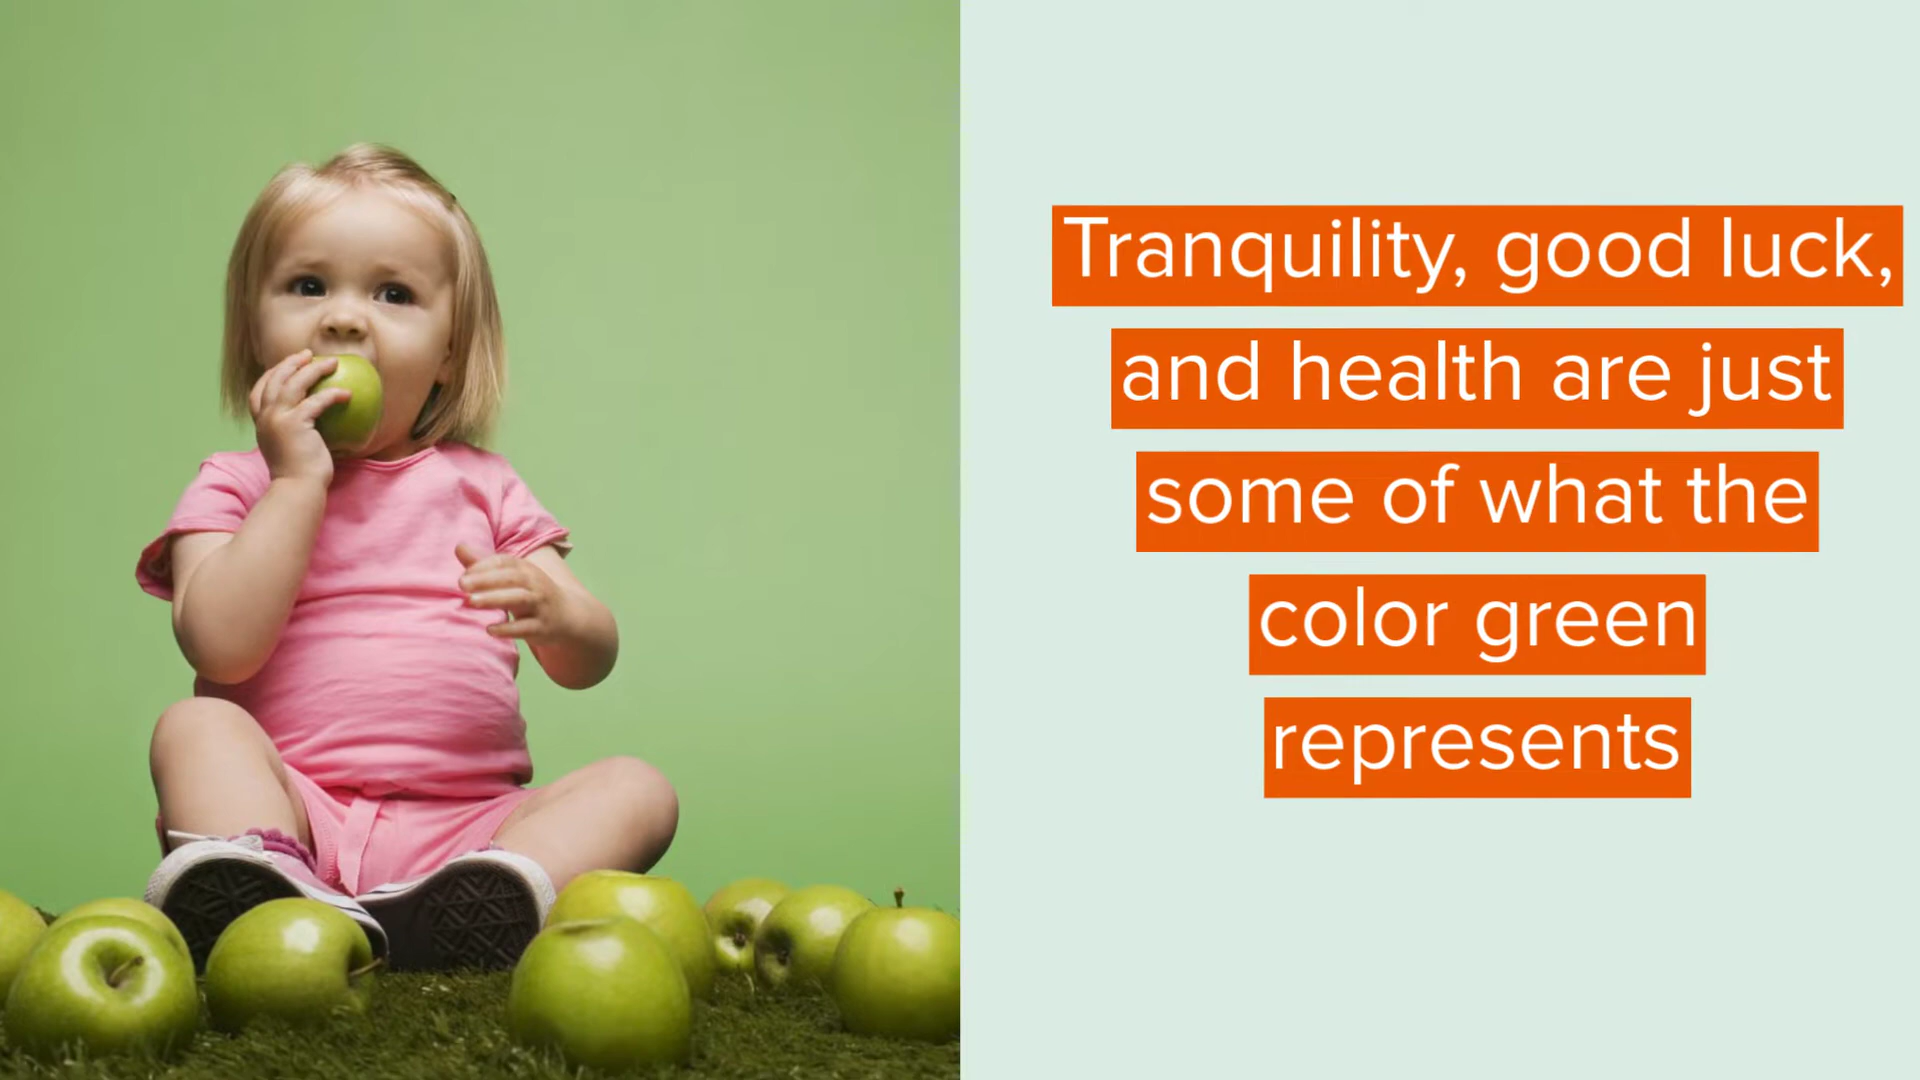 Tranquility, good luck,
and health are just
some of what the
color green
represents